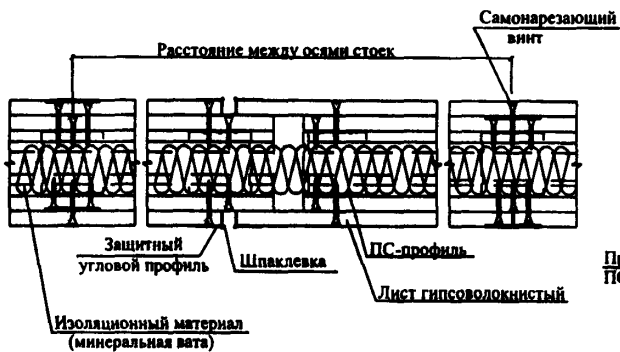 Самонарезающий
винт
Расстояние между осями стоек
Защитный
угловой профиль
Шпаклевка
ПС-профиль
Лист гипсоволокнистый
Изоляционный материал
(минеральная вата)